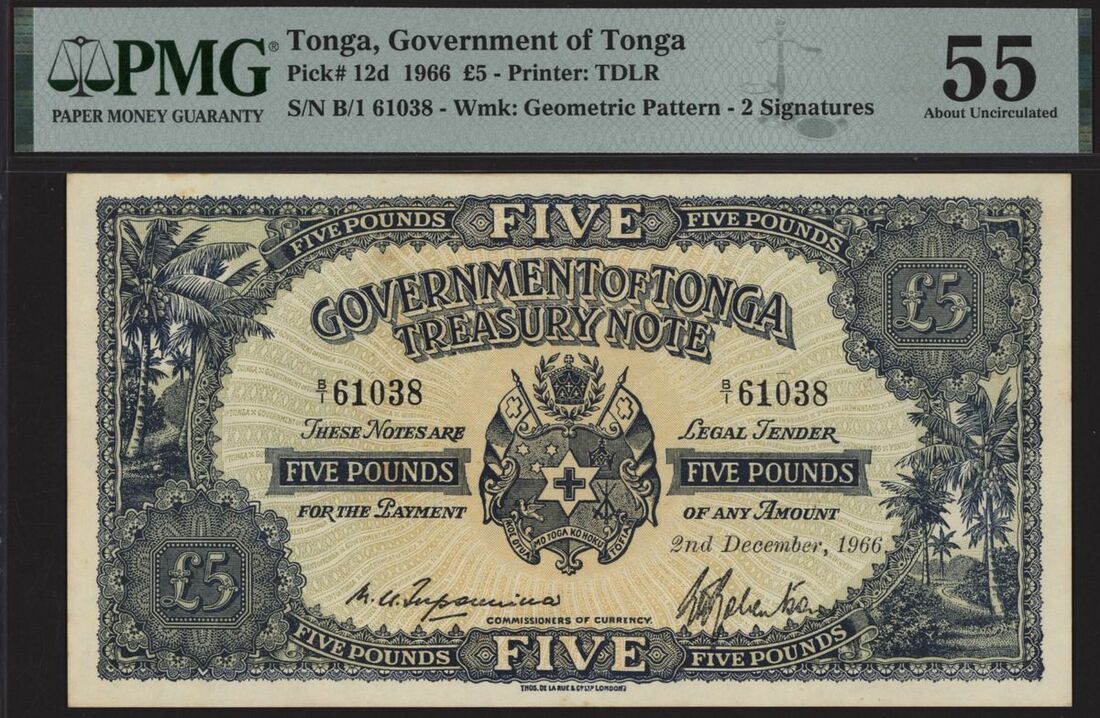 PMG®
PAPER MONEY GUARANTY
Tonga, Government of Tonga
Pick# 12d 1966 £5 - Printer: TDLR
S/N B/1 61038 - Wmk: Geometric Pattern - 2 Signatures
55
About Uncirculated
FIVE POUNDS FIVE FIVE POUNDS
£5
GOVERNMENT OF TONGA
TREASURY NOTE
B/1 61038 B/1 61038
THESE NOTES ARE LEGAL TENDER
FIVE POUNDS FIVE POUNDS
FOR THE PAYMENT OF ANY AMOUNT
KOE OTUA MO TOGA KO HOKU TOFIA
2nd December, 1966
£5
COMMISSIONERS OF CURRENCY.
FIVE POUNDS FIVE FIVE POUNDS
THOS. DE LA RUE & CO LTD LONDON